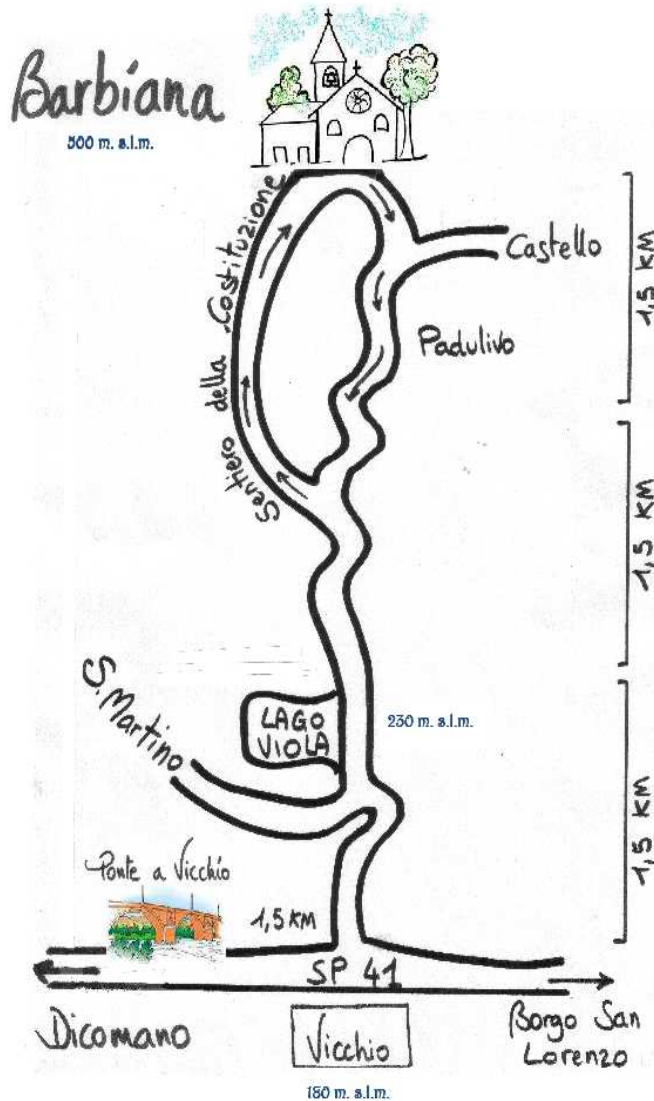 Barbiana
500 m. s.l.m.
Sentiero della Costituzione
Castello
1,5 KM
Padulivo
1,5 KM
S. Martino
LAGO
VIOLA
230 m. s.l.m.
1,5 KM
Ponte a Vicchio
1,5 KM
SP 41
Dicomano
Vicchio
Borgo San
Lorenzo
180 m. s.l.m.